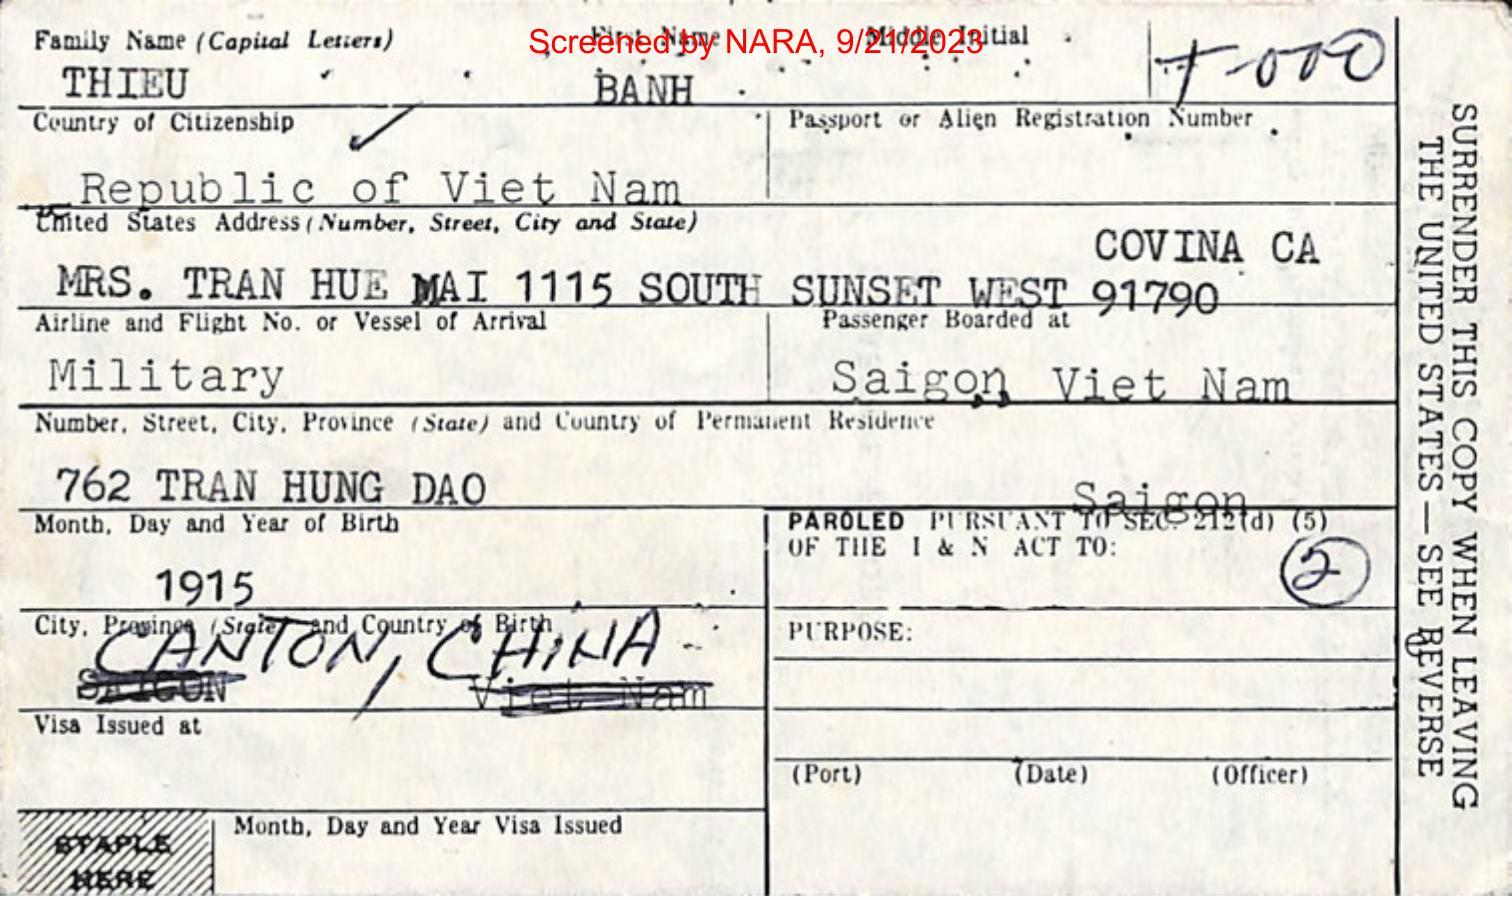 Screened by NARA, 9/21/2023
Family Name (Capital Letters) First Name Middle Initial
THIEU BANH T-000
Country of Citizenship Passport or Alien Registration Number
Republic of Viet Nam
United States Address (Number, Street, City and State)
COVINA CA
MRS. TRAN HUE MAI 1115 SOUTH SUNSET WEST 91790
Airline and Flight No. or Vessel of Arrival Passenger Boarded at
Military Saigon, Viet Nam
Number, Street, City, Province (State) and Country of Permanent Residence
762 TRAN HUNG DAO Saigon
Month, Day and Year of Birth
1915
PAROLED PURSUANT TO SEC. 212(d) (5)
OF THE I & N ACT TO:
2
City, Province (State) and Country of Birth
CANTON, CHINA
SAIGON Viet Nam
PURPOSE:
Visa Issued at
(Port) (Date) (Officer)
Month, Day and Year Visa Issued
STAPLE
HERE
SURRENDER THIS COPY WHEN LEAVING
THE UNITED STATES — SEE REVERSE